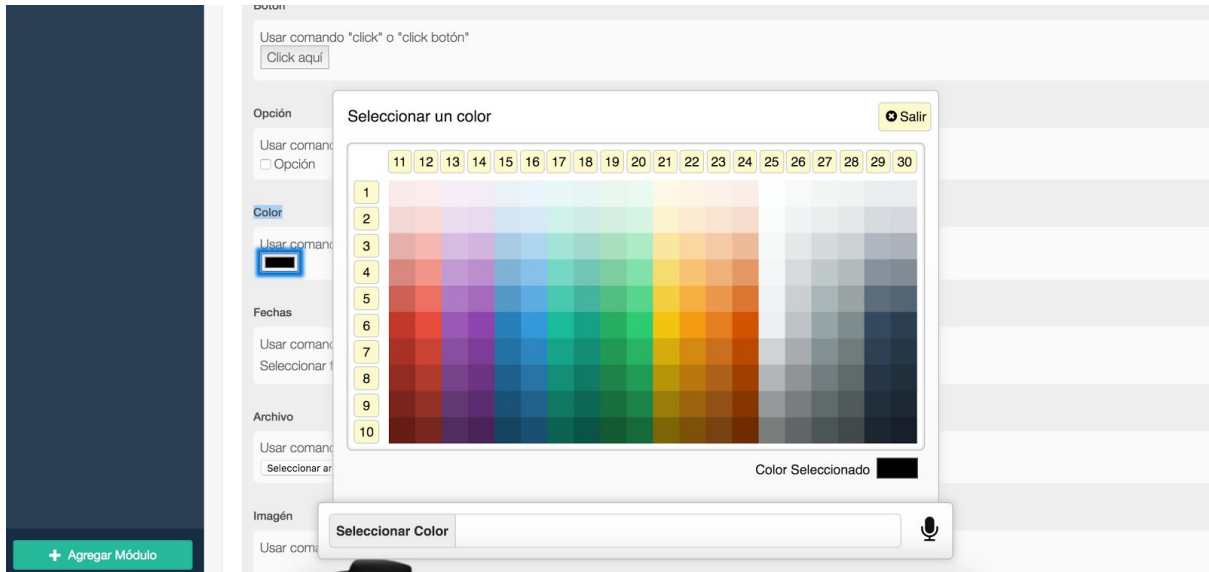 Botón
Usar comando "click" o "click botón"
Click aquí
Opción
Usar comand
Opción
Color
Usar comand
Fechas
Usar comand
Seleccionar f
Archivo
Usar comand
Seleccionar ar
Imagén
Usar coma
Agregar Módulo
Seleccionar un color
Salir
11 12 13 14 15 16 17 18 19 20 21 22 23 24 25 26 27 28 29 30
1
2
3
4
5
6
7
8
9
10
Color Seleccionado
Seleccionar Color